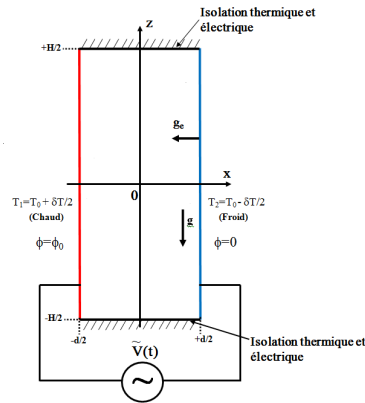 Isolation thermique et
électrique
z
+H/2
ge
x
0
T1=T0+ δT/2
(Chaud)
ϕ=ϕ0
T2=T0- δT/2
(Froid)
ϕ=0
g
-H/2
-d/2
+d/2
Ṽ(t)
~
Isolation thermique et
électrique